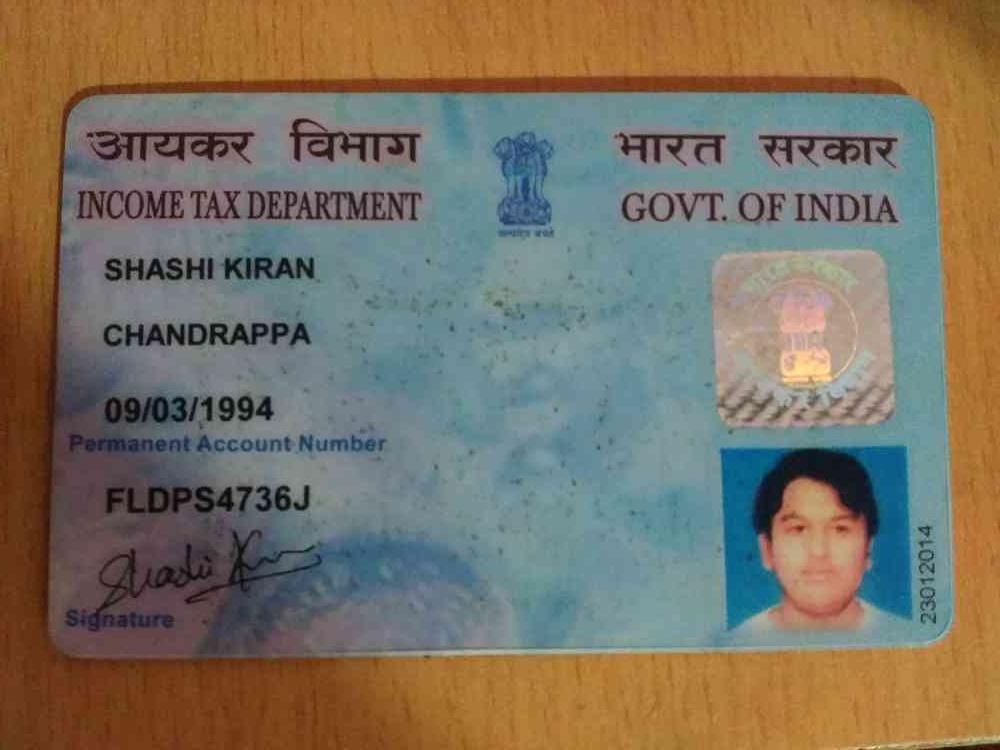 आयकर विभाग
भारत सरकार
INCOME TAX DEPARTMENT
GOVT. OF INDIA
सत्यमेव जयते
SHASHI KIRAN
CHANDRAPPA
09/03/1994
Permanent Account Number
FLDPS4736J
Shashi Kiran
Signature
23012014